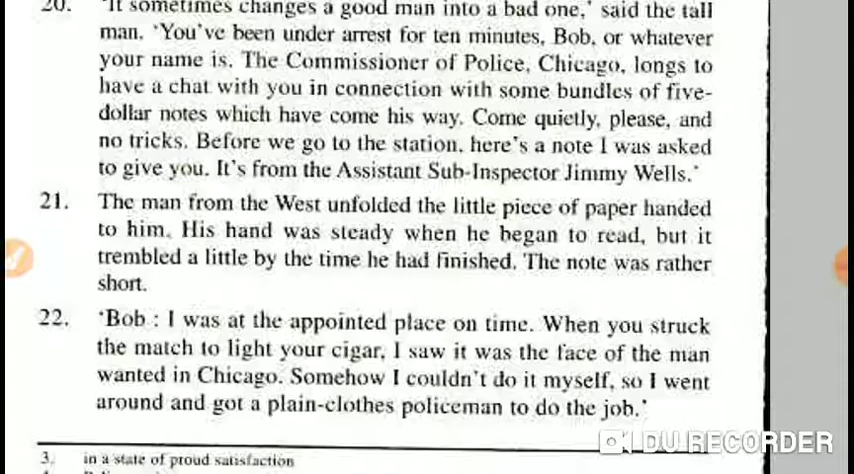 20. 'It sometimes changes a good man into a bad one,' said the tall
man. 'You've been under arrest for ten minutes, Bob, or whatever
your name is. The Commissioner of Police, Chicago, longs to
have a chat with you in connection with some bundles of five-
dollar notes which have come his way. Come quietly, please, and
no tricks. Before we go to the station, here's a note I was asked
to give you. It's from the Assistant Sub-Inspector Jimmy Wells.'
21. The man from the West unfolded the little piece of paper handed
to him. His hand was steady when he began to read, but it
trembled a little by the time he had finished. The note was rather
short.
22. 'Bob : I was at the appointed place on time. When you struck
the match to light your cigar, I saw it was the face of the man
wanted in Chicago. Somehow I couldn't do it myself, so I went
around and got a plain-clothes policeman to do the job.'
3. in a state of proud satisfaction
DU RECORDER